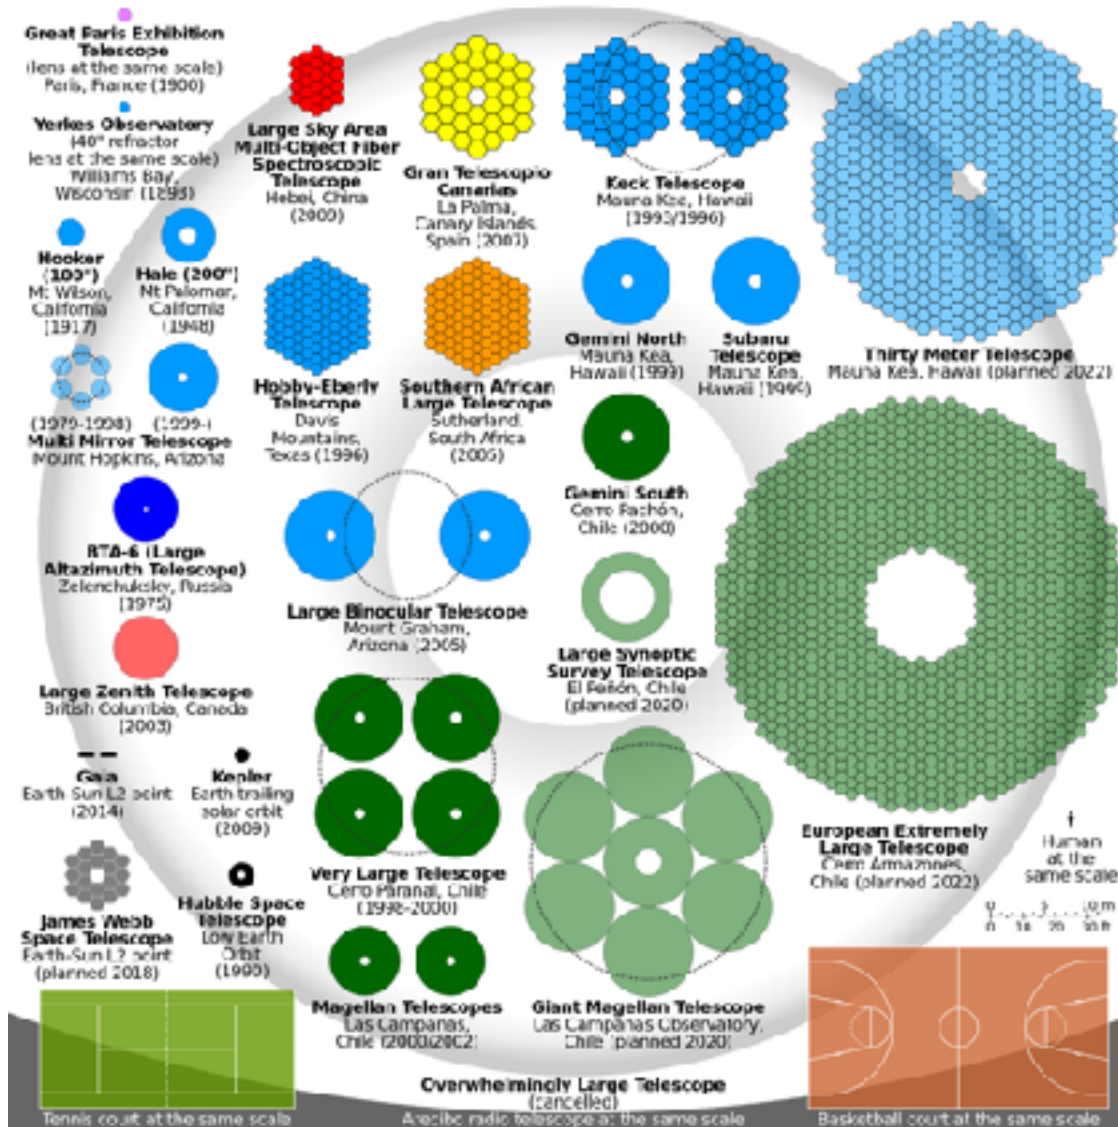 Great Paris Exhibition
Telescope
(lens at the same scale)
Paris, France (1900)
Yerkes Observatory
(40" refractor
lens at the same scale)
Williams Bay,
Wisconsin (1893)
Hooker
(100")
Mt Wilson,
California
(1917)
Hale (200")
Mt Palomar,
California
(1948)
(1979-1998)
(1999-)
Multi Mirror Telescope
Mount Hopkins, Arizona
BTA-6 (Large
Altazimuth Telescope)
Zelenchuksky, Russia
(1975)
Large Zenith Telescope
British Columbia, Canada
(2003)
Gaia
Earth-Sun L2 point
(2014)
Kepler
Earth-trailing
solar orbit
(2009)
James Webb
Space Telescope
Earth-Sun L2 point
(planned 2018)
Hubble Space
Telescope
Low Earth
Orbit
(1990)
Large Sky Area
Multi-Object Fiber
Spectroscopic
Telescope
Hebei, China
(2009)
Gran Telescopio
Canarias
La Palma,
Canary Islands,
Spain (2007)
Keck Telescope
Mauna Kea, Hawaii
(1993/1996)
Hobby-Eberly
Telescope
Davis
Mountains,
Texas (1996)
Southern African
Large Telescope
Sutherland,
South Africa
(2005)
Gemini North
Mauna Kea,
Hawaii (1999)
Subaru
Telescope
Mauna Kea,
Hawaii (1999)
Gemini South
Cerro Pachón,
Chile (2000)
Large Binocular Telescope
Mount Graham,
Arizona (2005)
Large Synoptic
Survey Telescope
El Peñón, Chile
(planned 2020)
Very Large Telescope
Cerro Paranal, Chile
(1998-2000)
Magellan Telescopes
Las Campanas,
Chile (2000/2002)
Giant Magellan Telescope
Las Campanas Observatory,
Chile (planned 2020)
Thirty Meter Telescope
Mauna Kea, Hawaii (planned 2022)
European Extremely
Large Telescope
Cerro Armazones,
Chile (planned 2022)
Human
at the
same scale
0 5 10 m
0 10 20 30 ft
Overwhelmingly Large Telescope
(cancelled)
Tennis court at the same scale
Arecibo radio telescope at the same scale
Basketball court at the same scale